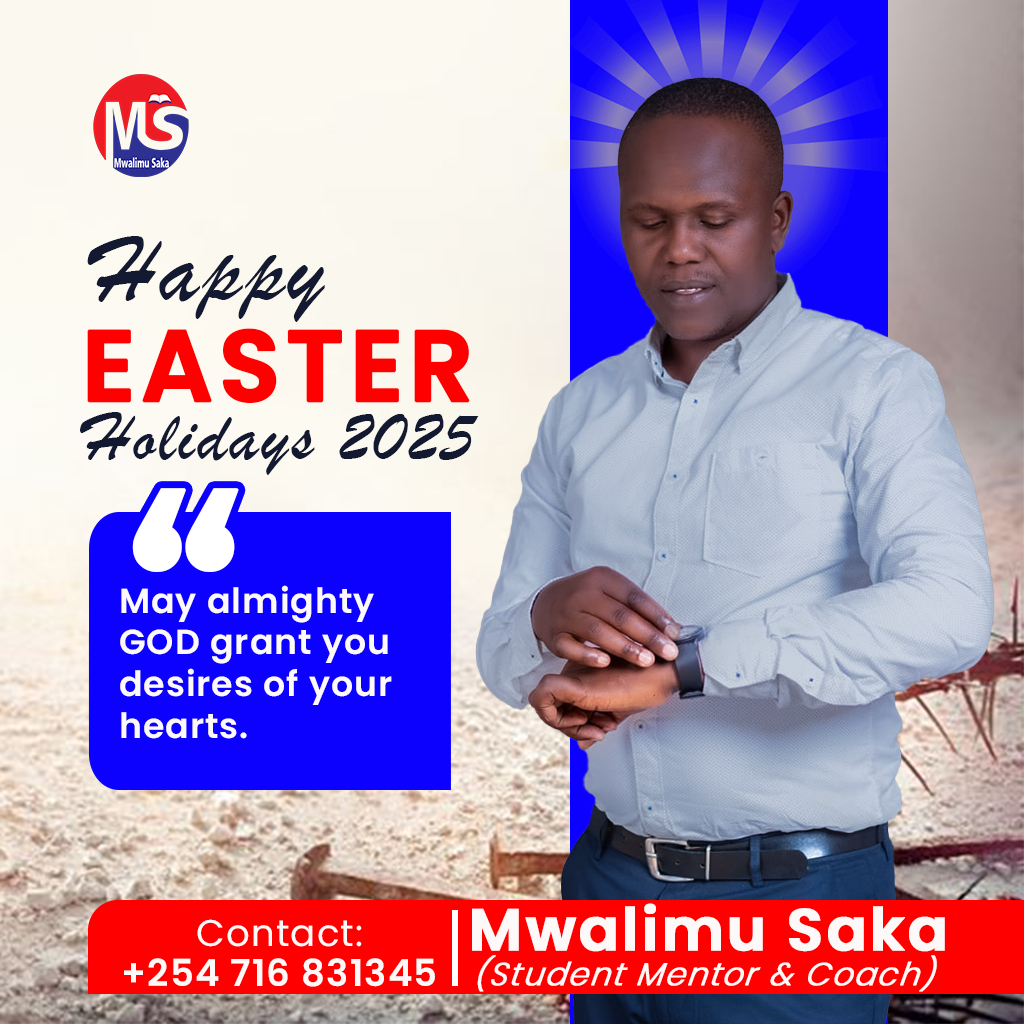 MS
Mwalimu Saka
Happy
EASTER
Holidays 2025
“
May almighty
GOD grant you
desires of your
hearts.
Contact:
+254 716 831345
Mwalimu Saka
(Student Mentor & Coach)